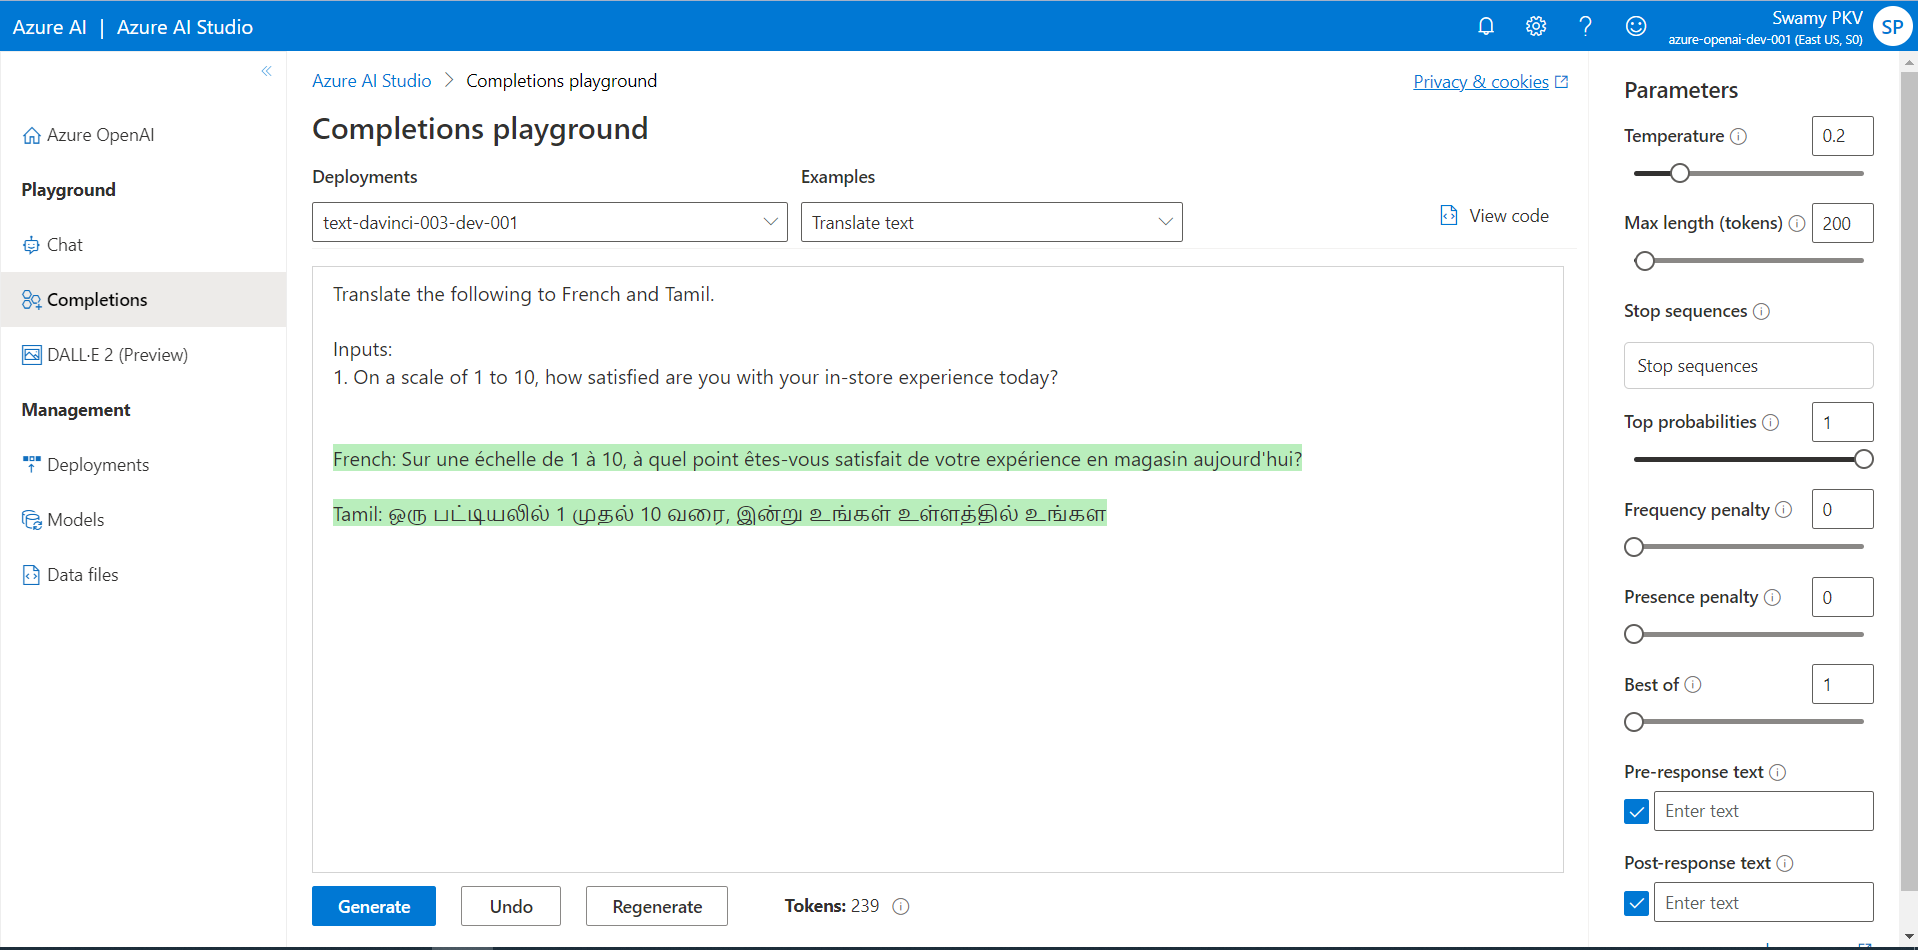 Azure AI | Azure AI Studio
Swamy PKV
azure-openai-dev-001 (East US, S0)
SP
Azure OpenAI
Playground
Chat
Completions
DALL·E 2 (Preview)
Management
Deployments
Models
Data files
Azure AI Studio > Completions playground
Privacy & cookies
Completions playground
Deployments
Examples
text-davinci-003-dev-001
Translate text
View code
Translate the following to French and Tamil.
Inputs:
1. On a scale of 1 to 10, how satisfied are you with your in-store experience today?
French: Sur une échelle de 1 à 10, à quel point êtes-vous satisfait de votre expérience en magasin aujourd'hui?
Tamil: ஒரு பட்டியலில் 1 முதல் 10 வரை, இன்று உங்கள் உள்ளத்தில் உங்கள
Generate
Undo
Regenerate
Tokens: 239
Parameters
Temperature
0.2
Max length (tokens)
200
Stop sequences
Stop sequences
Top probabilities
1
Frequency penalty
0
Presence penalty
0
Best of
1
Pre-response text
Enter text
Post-response text
Enter text